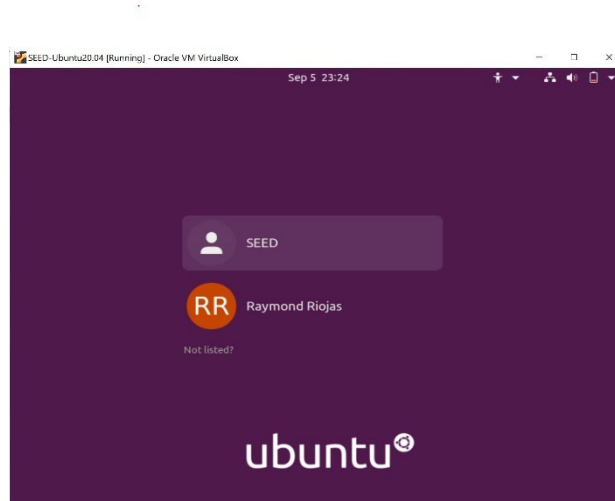 SEED-Ubuntu20.04 [Running] - Oracle VM VirtualBox
Sep 5 23:24
SEED
RR Raymond Riojas
Not listed?
ubuntu